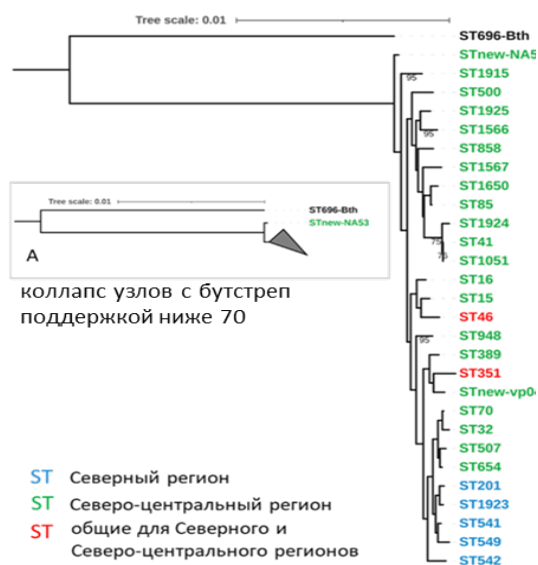 Tree scale: 0.01
ST696-Bth
STnew-NA5
ST1915
95
ST500
ST1925
ST1566
95
ST858
ST1567
ST1650
ST85
ST1924
75
ST41
ST1051
Tree scale: 0.01
ST696-Bth
STnew-NA53
A
коллапс узлов с бутстреп
поддержкой ниже 70
ST16
ST15
ST46
ST948
95
ST389
ST351
STnew-vp04
ST70
ST32
ST507
ST654
ST201
ST1923
ST541
ST549
ST542
ST Северный регион
ST Северо-центральный регион
ST общие для Северного и
Северо-центрального регионов